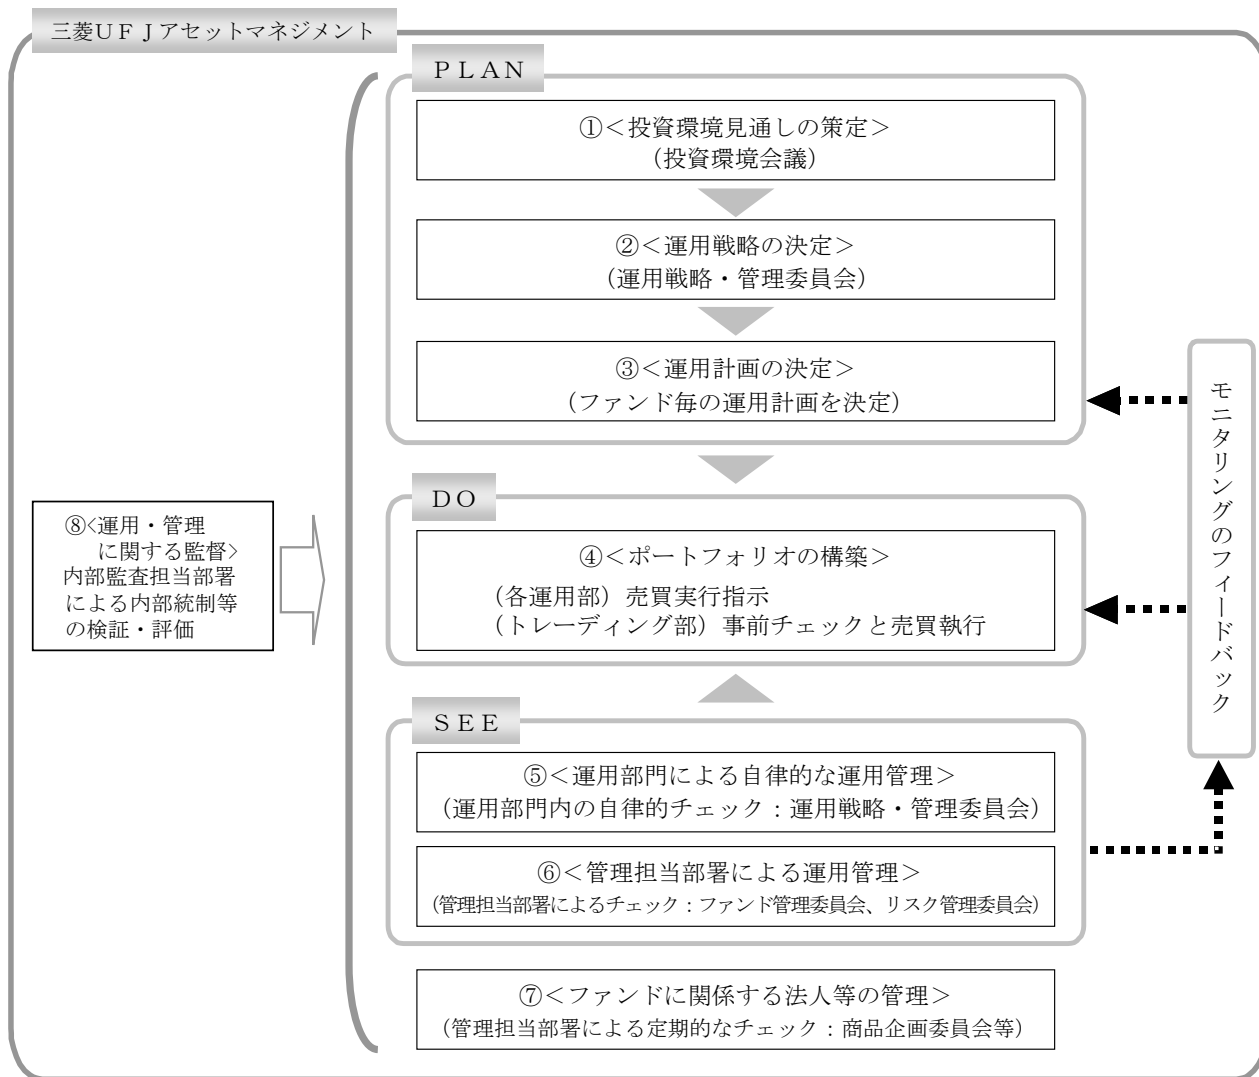 三菱ＵＦＪアセットマネジメント
ＰＬＡＮ
①＜投資環境見通しの策定＞
（投資環境会議）
②＜運用戦略の決定＞
（運用戦略・管理委員会）
③＜運用計画の決定＞
（ファンド毎の運用計画を決定）
ＤＯ
④＜ポートフォリオの構築＞
（各運用部）売買実行指示
（トレーディング部）事前チェックと売買執行
ＳＥＥ
⑤＜運用部門による自律的な運用管理＞
（運用部門内の自律的チェック：運用戦略・管理委員会）
⑥＜管理担当部署による運用管理＞
（管理担当部署によるチェック：ファンド管理委員会、リスク管理委員会）
⑦＜ファンドに関係する法人等の管理＞
（管理担当部署による定期的なチェック：商品企画委員会等）
⑧<運用・管理
に関する監督>
内部監査担当部署
による内部統制等
の検証・評価
モニタリングのフィードバック